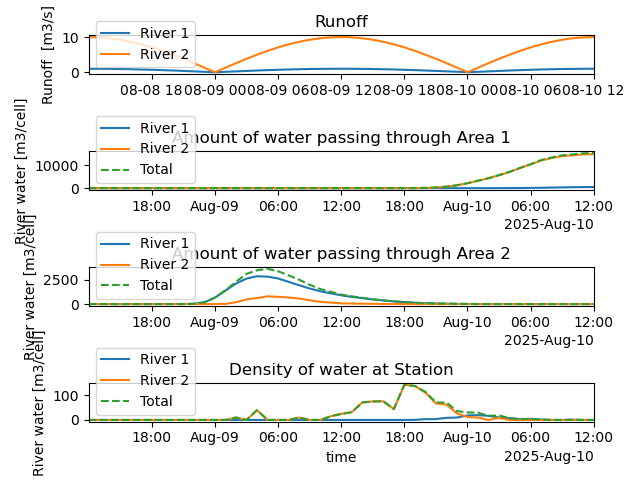 Runoff
River 1
River 2
Runoff  [m3/s]
10
0
08-08 18
08-09 00
08-09 06
08-09 12
08-09 18
08-10 00
08-10 06
08-10 12
Amount of water passing through Area 1
River 1
River 2
Total
River water [m3/cell]
10000
0
18:00
Aug-09
06:00
12:00
18:00
Aug-10
06:00
12:00
2025-Aug-10
Amount of water passing through Area 2
River 1
River 2
Total
River water [m3/cell]
2500
0
18:00
Aug-09
06:00
12:00
18:00
Aug-10
06:00
12:00
2025-Aug-10
Density of water at Station
River 1
River 2
Total
River water [m3/cell]
100
0
18:00
Aug-09
06:00
12:00
18:00
Aug-10
06:00
12:00
time
2025-Aug-10